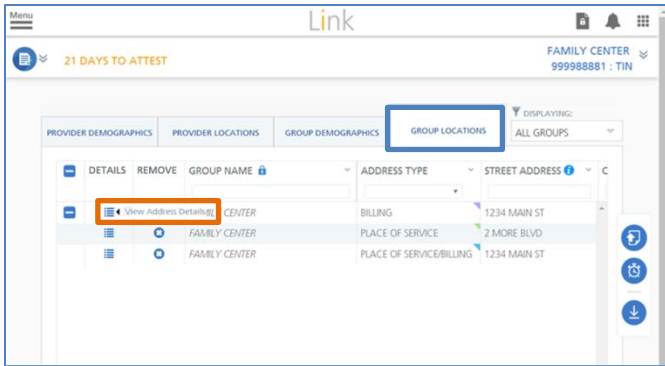 Menu
Link
21 DAYS TO ATTEST
FAMILY CENTER
999988881 : TIN
DISPLAYING:
PROVIDER DEMOGRAPHICS PROVIDER LOCATIONS GROUP DEMOGRAPHICS GROUP LOCATIONS ALL GROUPS
DETAILS REMOVE GROUP NAME ADDRESS TYPE STREET ADDRESS C
View Address Details CENTER BILLING 1234 MAIN ST
FAMILY CENTER PLACE OF SERVICE 2 MORE BLVD
FAMILY CENTER PLACE OF SERVICE/BILLING 1234 MAIN ST